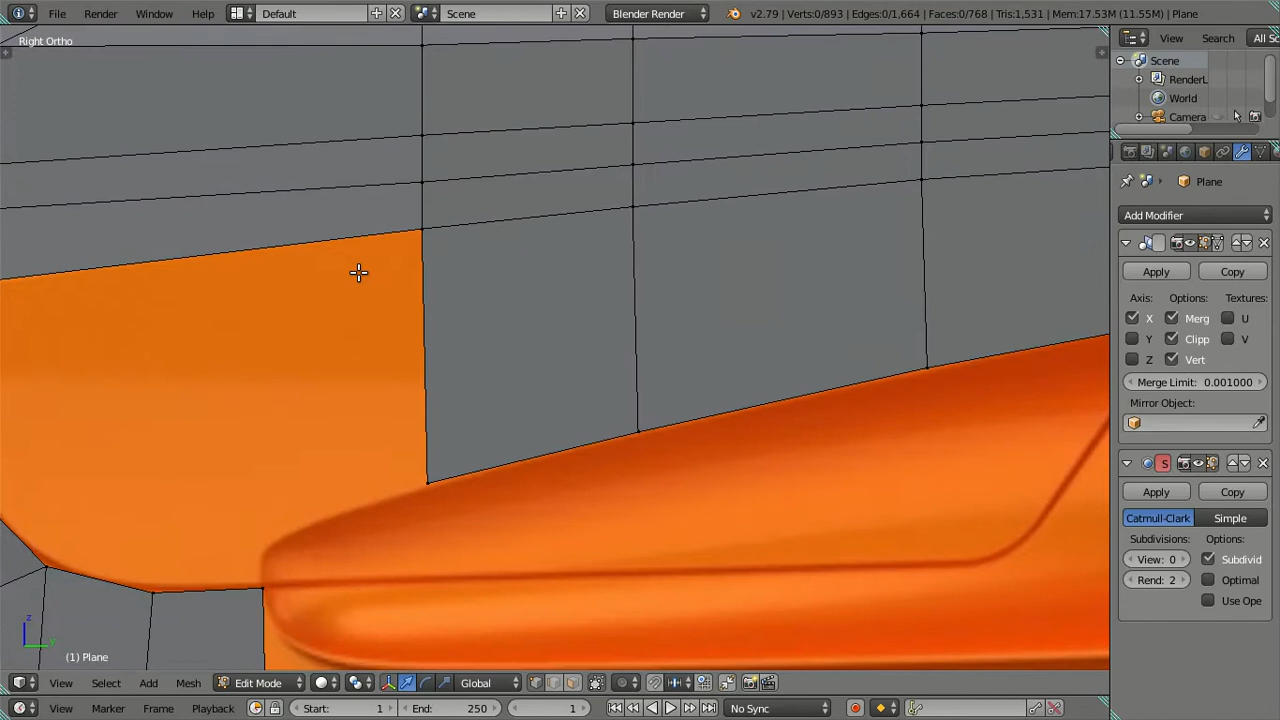 File Render Window Help Default Scene Blender Render v2.79 | Verts:0/893 | Edges:0/1,664 | Faces:0/768 | Tris:1,531 | Mem:17.53M (11.55M) | Plane
Right Ortho
View Search All Sc
Scene
RenderL
World
Camera
Plane
Add Modifier
Apply Copy
Axis: Options: Textures:
X Merg U
Y Clipp V
Z Vert
Merge Limit: 0.001000
Mirror Object:
S
Apply Copy
Catmull-Clark Simple
Subdivisions: Options:
View: 0 Subdivid
Rend: 2 Optimal
Use Ope
z
y
(1) Plane
View Select Add Mesh Edit Mode Global
View Marker Frame Playback Start: 1 End: 250 1 No Sync